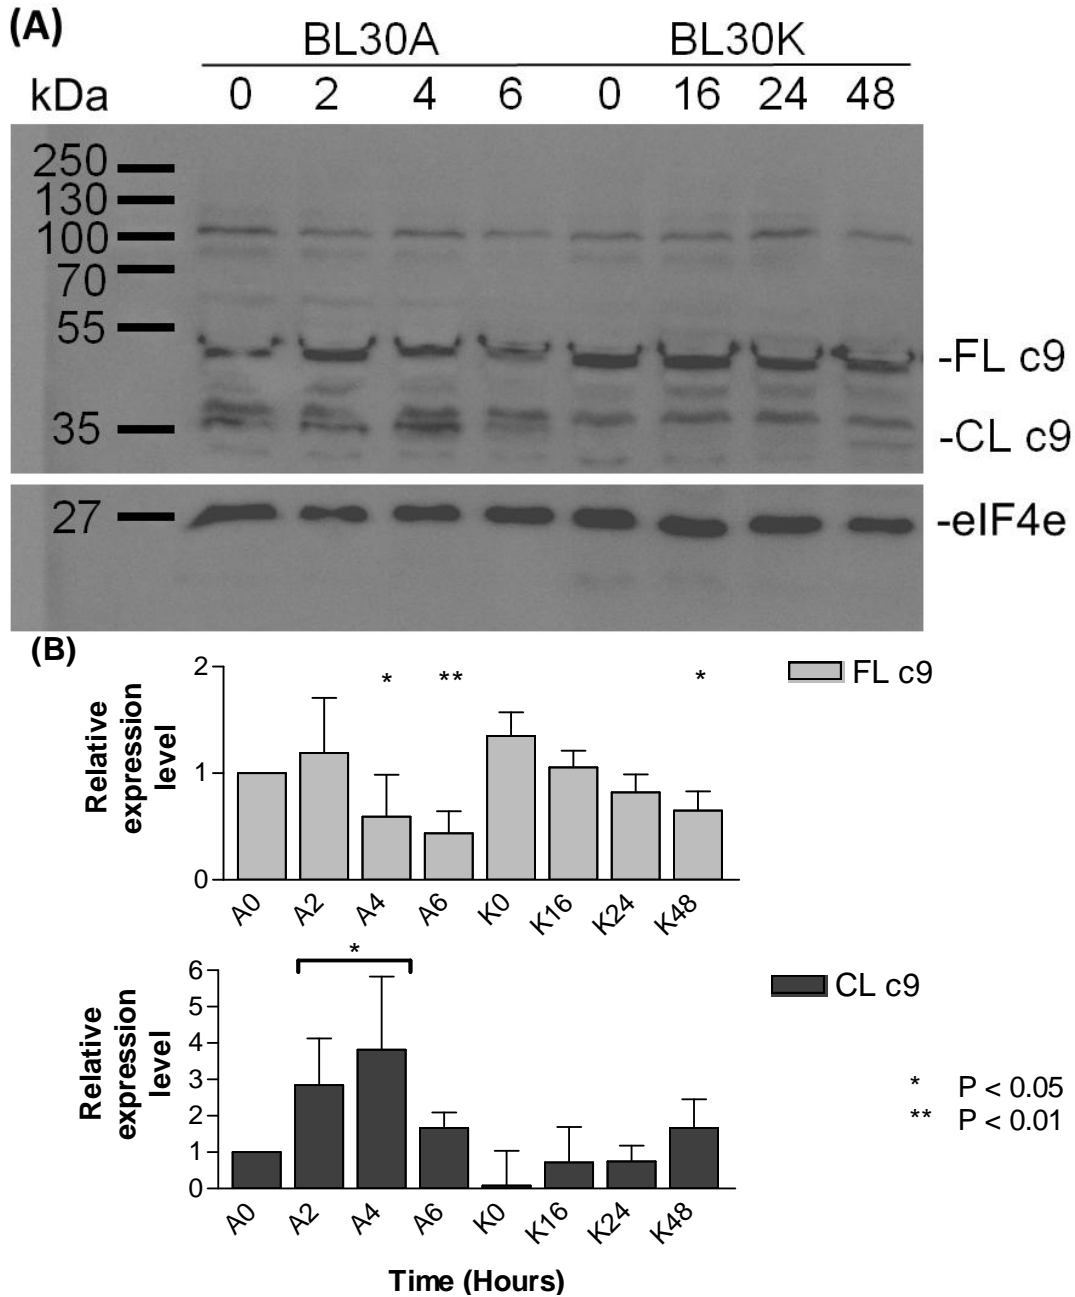 (A)
BL30A BL30K
kDa 0 2 4 6 0 16 24 48
250
130
100
70
55
-FL c9
35
-CL c9
27
-eIF4e
(B)
2
1
0
Relative
expression
level
* ** *
FL c9
A0 A2 A4 A6 K0 K16 K24 K48
*
6
5
4
3
2
1
0
Relative
expression
level
CL c9
* P < 0.05
** P < 0.01
A0 A2 A4 A6 K0 K16 K24 K48
Time (Hours)